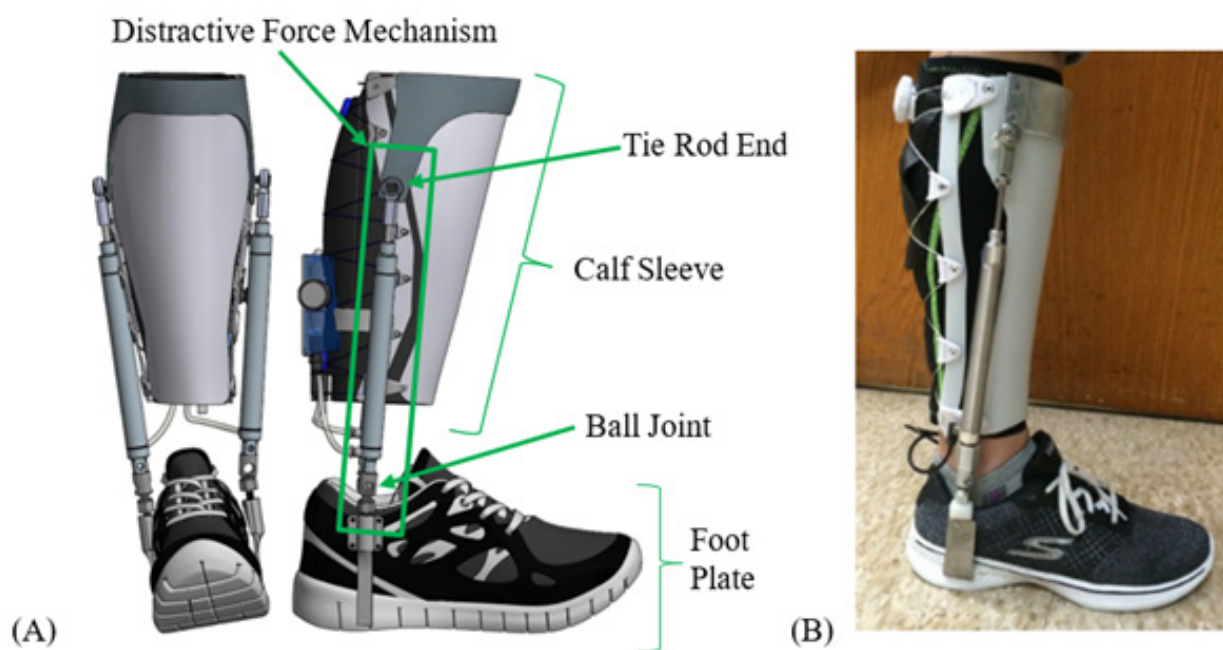 Distractive Force Mechanism
Tie Rod End
Calf Sleeve
Ball Joint
Foot
Plate
(A)
(B)